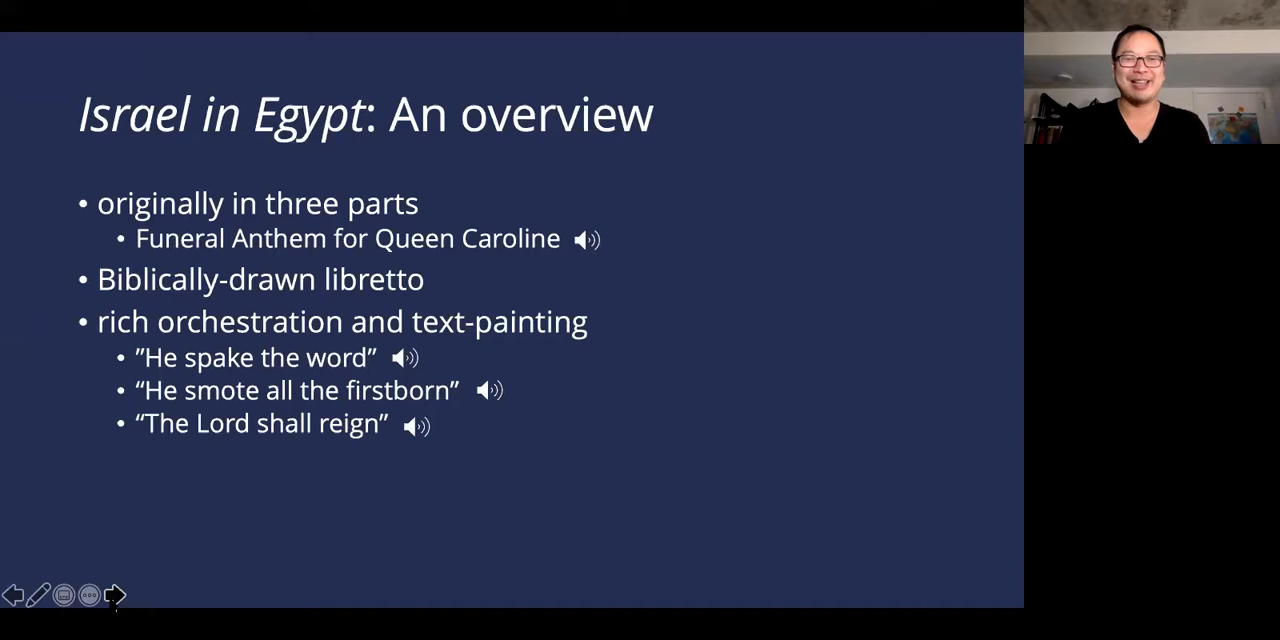 Israel in Egypt: An overview
• originally in three parts
• Funeral Anthem for Queen Caroline
• Biblically-drawn libretto
• rich orchestration and text-painting
• ”He spake the word”
• “He smote all the firstborn”
• “The Lord shall reign”